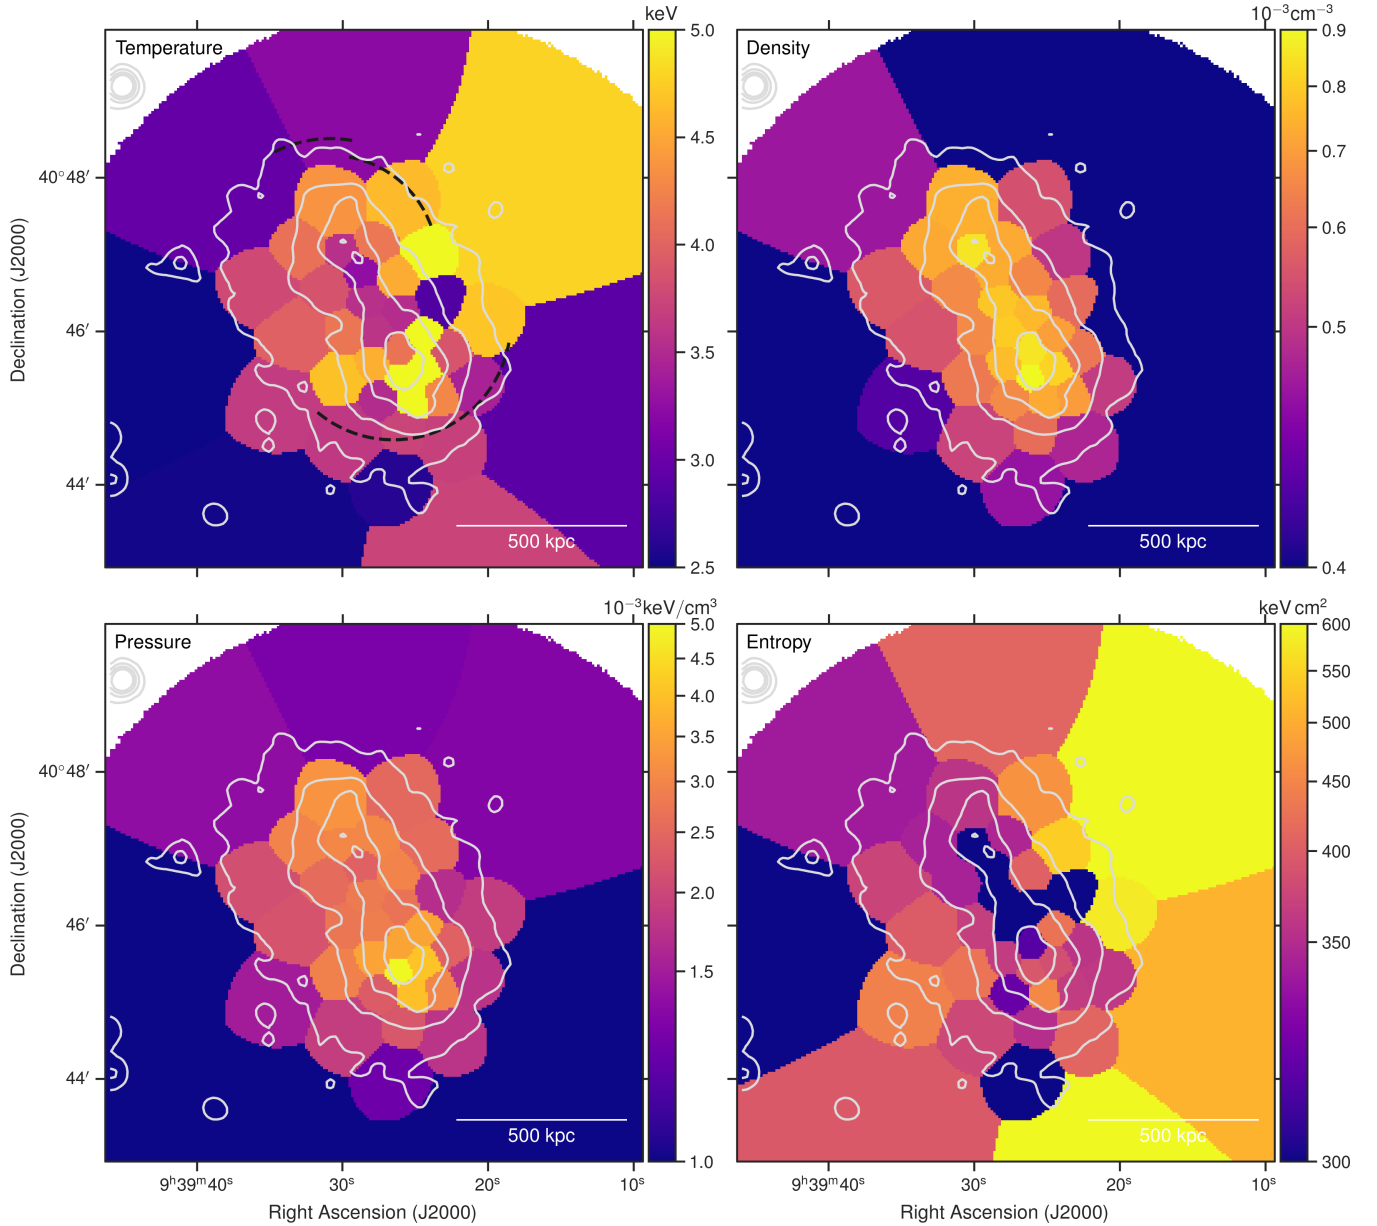 keV
10⁻³cm⁻³
Temperature
5.0
4.5
4.0
3.5
3.0
2.5
40°48′
46′
44′
Declination (J2000)
500 kpc
Density
0.9
0.8
0.7
0.6
0.5
0.4
500 kpc
10⁻³keV/cm³
keV cm²
Pressure
5.0
4.5
4.0
3.5
3.0
2.5
2.0
1.5
1.0
40°48′
46′
44′
Declination (J2000)
500 kpc
9ʰ39ᵐ40ˢ
30ˢ
20ˢ
10ˢ
Right Ascension (J2000)
Entropy
600
550
500
450
400
350
300
500 kpc
9ʰ39ᵐ40ˢ
30ˢ
20ˢ
10ˢ
Right Ascension (J2000)